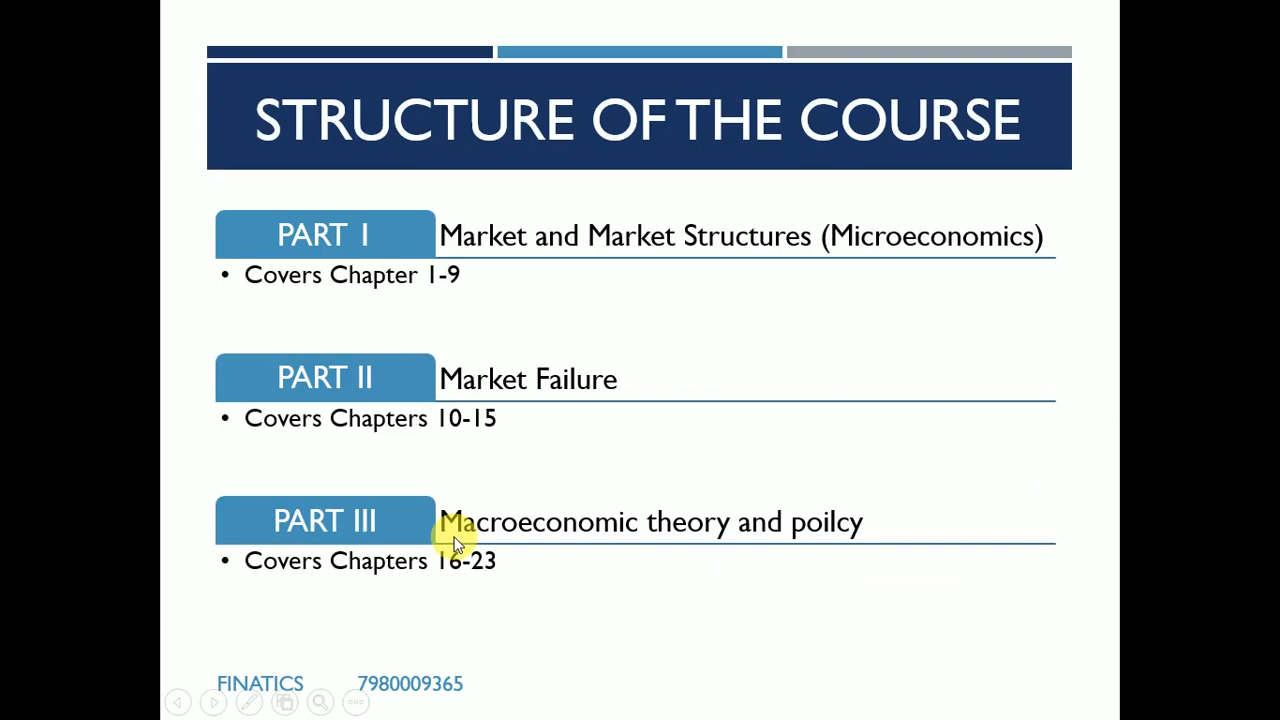 STRUCTURE OF THE COURSE
PART 1 Market and Market Structures (Microeconomics)
• Covers Chapter 1-9
PART II Market Failure
• Covers Chapters 10-15
PART III Macroeconomic theory and poilcy
• Covers Chapters 16-23
FINATICS 7980009365